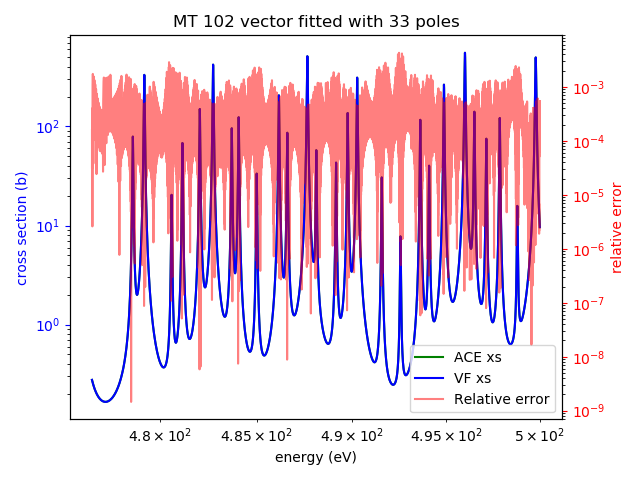 MT 102 vector fitted with 33 poles
cross section (b)
10²
10¹
10⁰
10⁻³
10⁻⁴
10⁻⁵
10⁻⁶
10⁻⁷
10⁻⁸
10⁻⁹
relative error
ACE xs
VF xs
Relative error
4.8 × 10² 4.85 × 10² 4.9 × 10² 4.95 × 10² 5 × 10²
energy (eV)